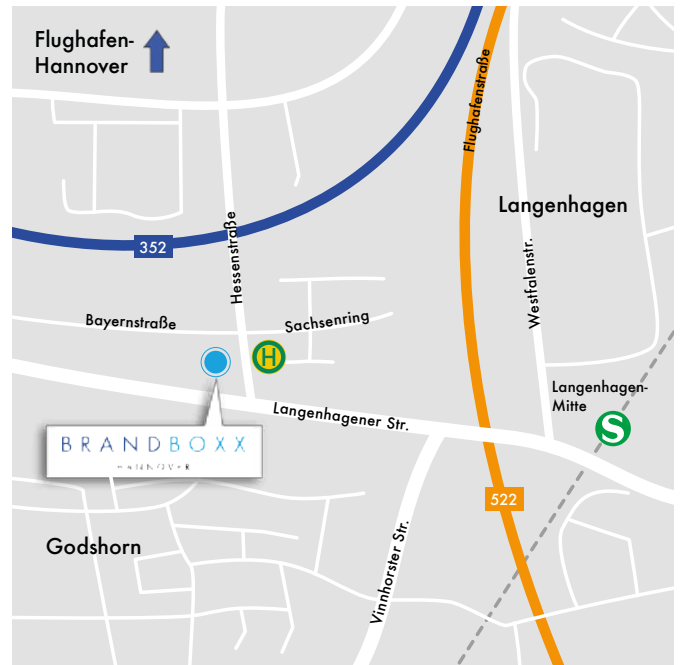 Flughafen-
Hannover
Flughafenstraße
Langenhagen
352
Hessenstraße
Westfalenstr.
Bayernstraße
Sachsenring
H
Langenhagen-
Mitte
S
Langenhagener Str.
BRANDBOXX
HANNOVER
522
Godshorn
Vinnhorster Str.